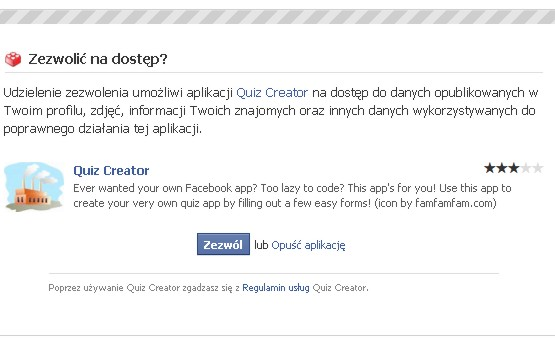 Zezwolić na dostęp?
Udzielenie zezwolenia umożliwi aplikacji Quiz Creator na dostęp do danych opublikowanych w
Twoim profilu, zdjęć, informacji Twoich znajomych oraz innych danych wykorzystywanych do
poprawnego działania tej aplikacji.
Quiz Creator
Ever wanted your own Facebook app? Too lazy to code? This app's for you! Use this app to
create your very own quiz app by filling out a few easy forms! (icon by famfamfam.com)
Zezwól lub Opuść aplikację
Poprzez używanie Quiz Creator zgadzasz się z Regulamin usług Quiz Creator.